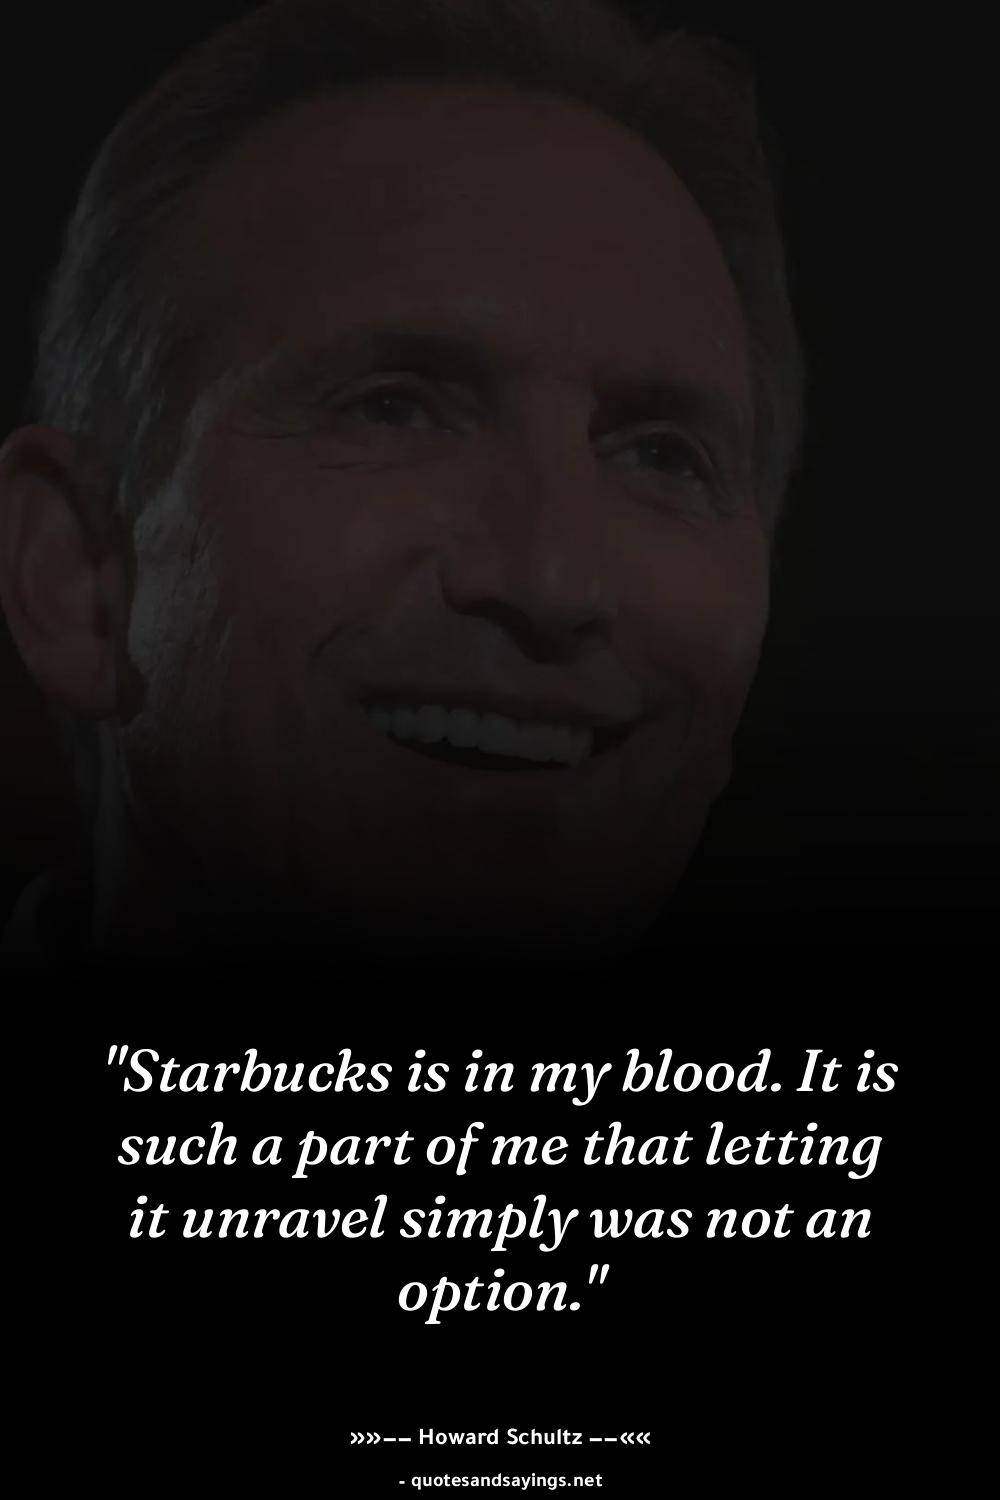 "Starbucks is in my blood. It is
such a part of me that letting
it unravel simply was not an
option."
»»—— Howard Schultz ——««
- quotesandsayings.net